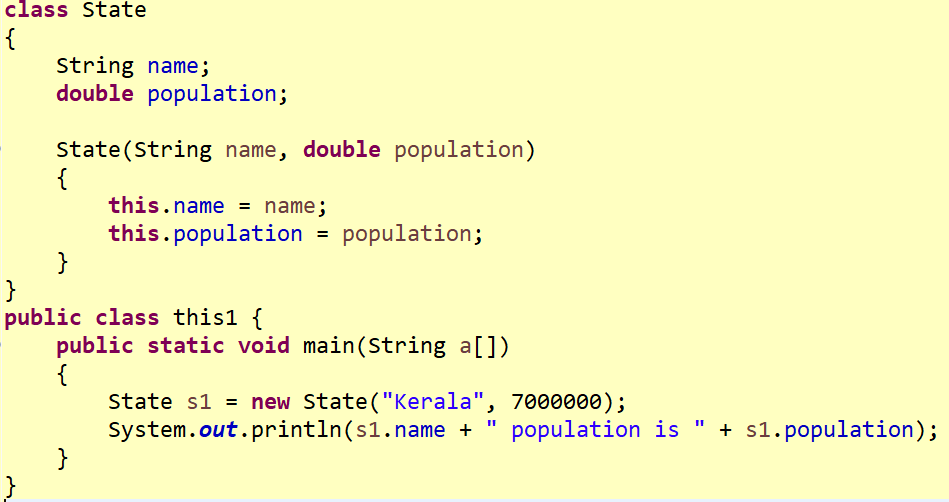 class State
{
    String name;
    double population;

    State(String name, double population)
    {
        this.name = name;
        this.population = population;
    }
}
public class this1 {
    public static void main(String a[])
    {
        State s1 = new State("Kerala", 7000000);
        System.out.println(s1.name + " population is " + s1.population);
    }
}